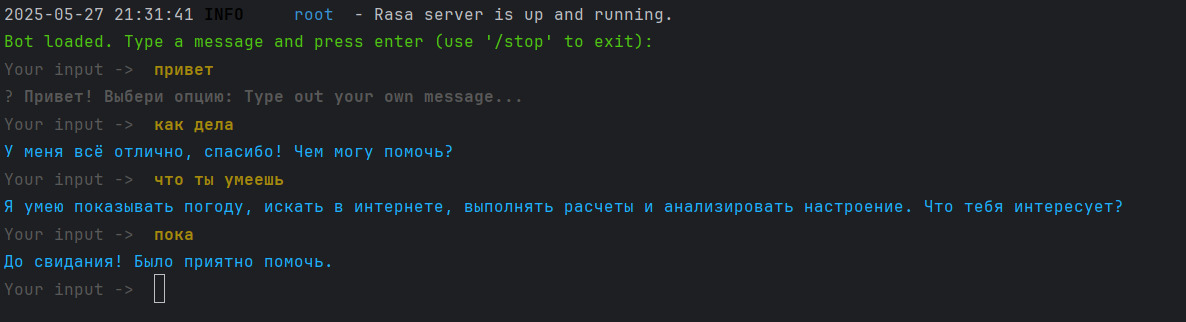 2025-05-27 21:31:41 INFO     root  - Rasa server is up and running.
Bot loaded. Type a message and press enter (use '/stop' to exit):
Your input ->  привет
? Привет! Выбери опцию: Type out your own message...
Your input ->  как дела
У меня всё отлично, спасибо! Чем могу помочь?
Your input ->  что ты умеешь
Я умею показывать погоду, искать в интернете, выполнять расчеты и анализировать настроение. Что тебя интересует?
Your input ->  пока
До свидания! Было приятно помочь.
Your input ->